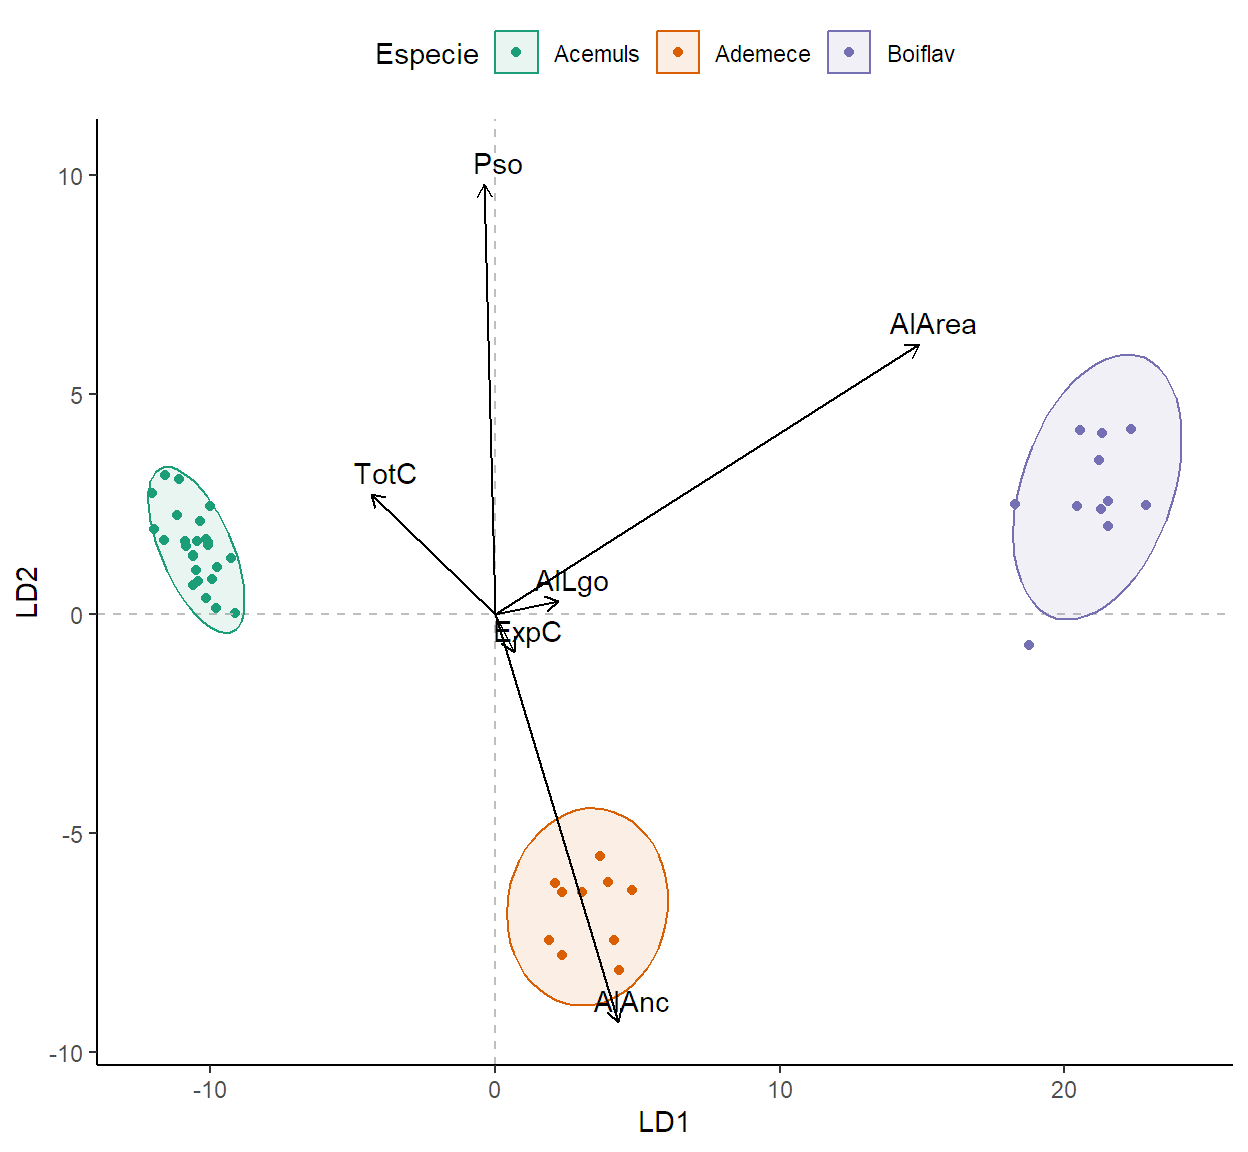 Especie Acemuls Ademece Boiflav
10
Pso
AlArea
5
TotC
AlLgo
0
ExpC
LD2
-5
AlAnc
-10
-10 0 10 20
LD1